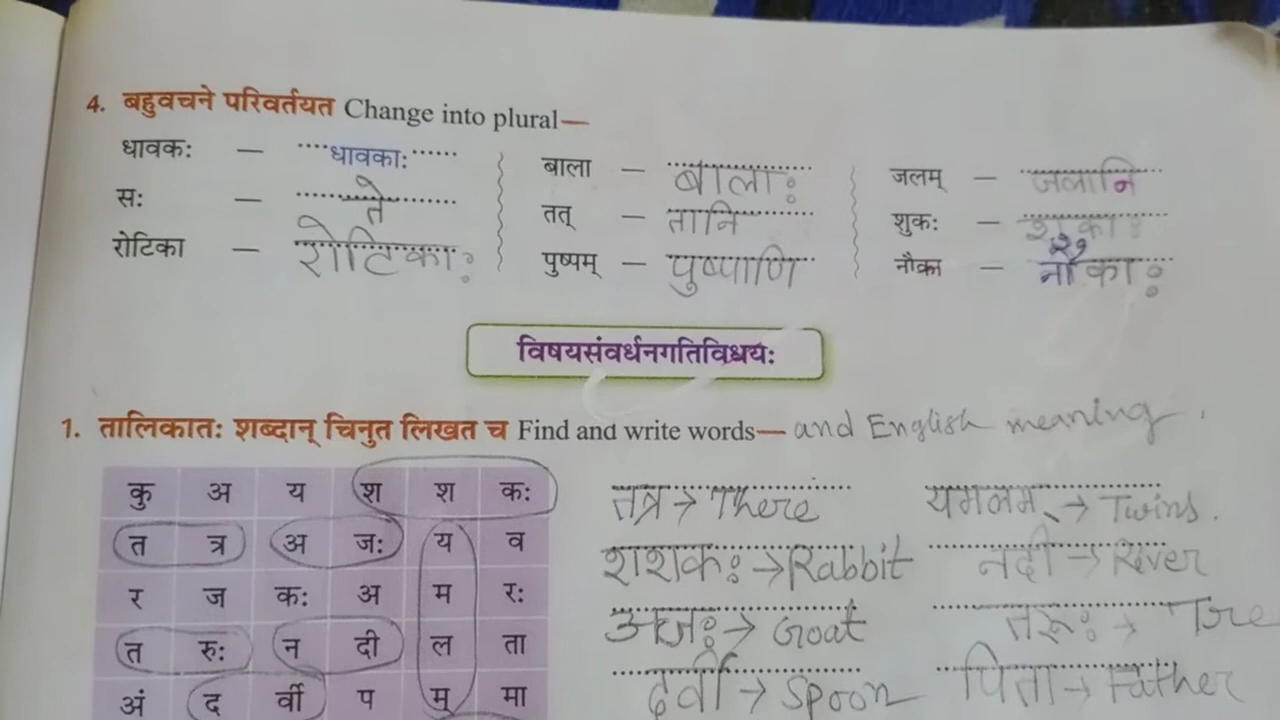 4. बहुवचने परिवर्तयत Change into plural—
धावकः — धावकाः बाला — बालाः जलम् — जलानि
सः — ते तत् — तानि शुकः — शुकाः
रोटिका — रोटिकाः पुष्पम् — पुष्पाणि नौका — नौकाः
विषयसंवर्धनगतिविधयः
1. तालिकातः शब्दान् चिनुत लिखत च Find and write words— and English meaning.
कु अ य श श कः
त त्र अ जः य व
र ज कः अ म रः
त रुः न दी ल ता
अं द र्वी प म् मा
तत्र → There यमलम् → Twins.
शशकः → Rabbit नदी → River
अजः → Goat तरूः → Tree
दर्वी → Spoon पिता → Father